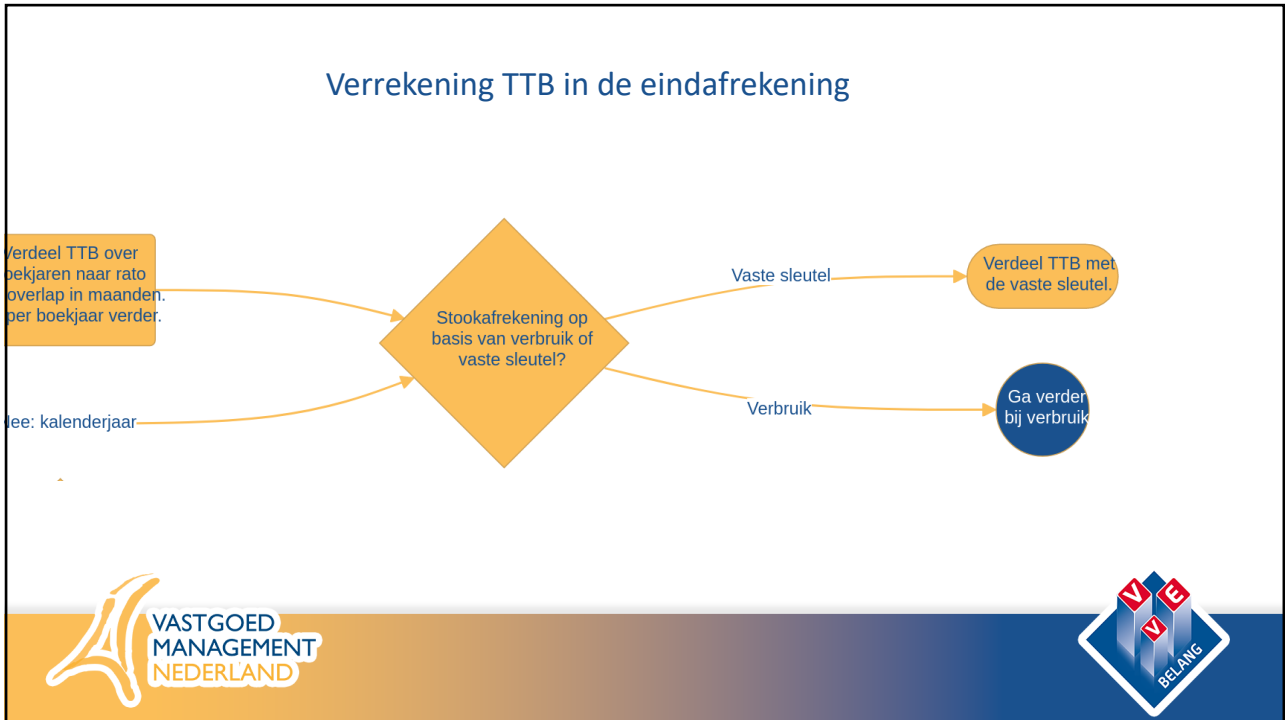 Verrekening TTB in de eindafrekening
Verdeel TTB over
oekjaren naar rato
overlap in maanden.
per boekjaar verder.
Nee: kalenderjaar
Stookafrekening op
basis van verbruik of
vaste sleutel?
Vaste sleutel
Verbruik
Verdeel TTB met
de vaste sleutel.
Ga verder
bij verbruik
VASTGOED
MANAGEMENT
NEDERLAND
V V E
BELANG